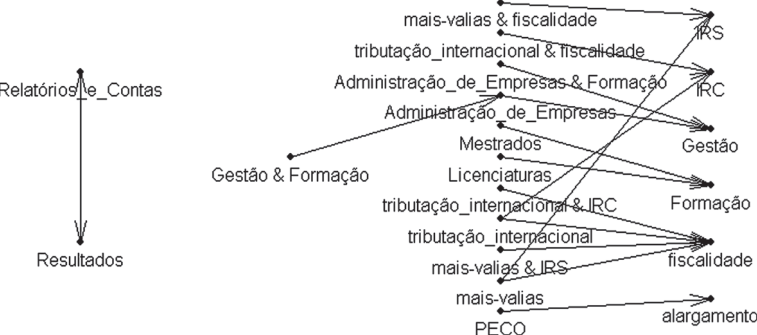 mais-valias & fiscalidade
IRS
tributação_internacional & fiscalidade
Relatórios_e_Contas
Administração_de_Empresas & Formação
IRC
Administração_de_Empresas
Mestrados
Gestão
Gestão & Formação
Licenciaturas
tributação_internacional & IRC
Formação
tributação_internacional
Resultados
mais-valias & IRS
fiscalidade
mais-valias
PECO
alargamento